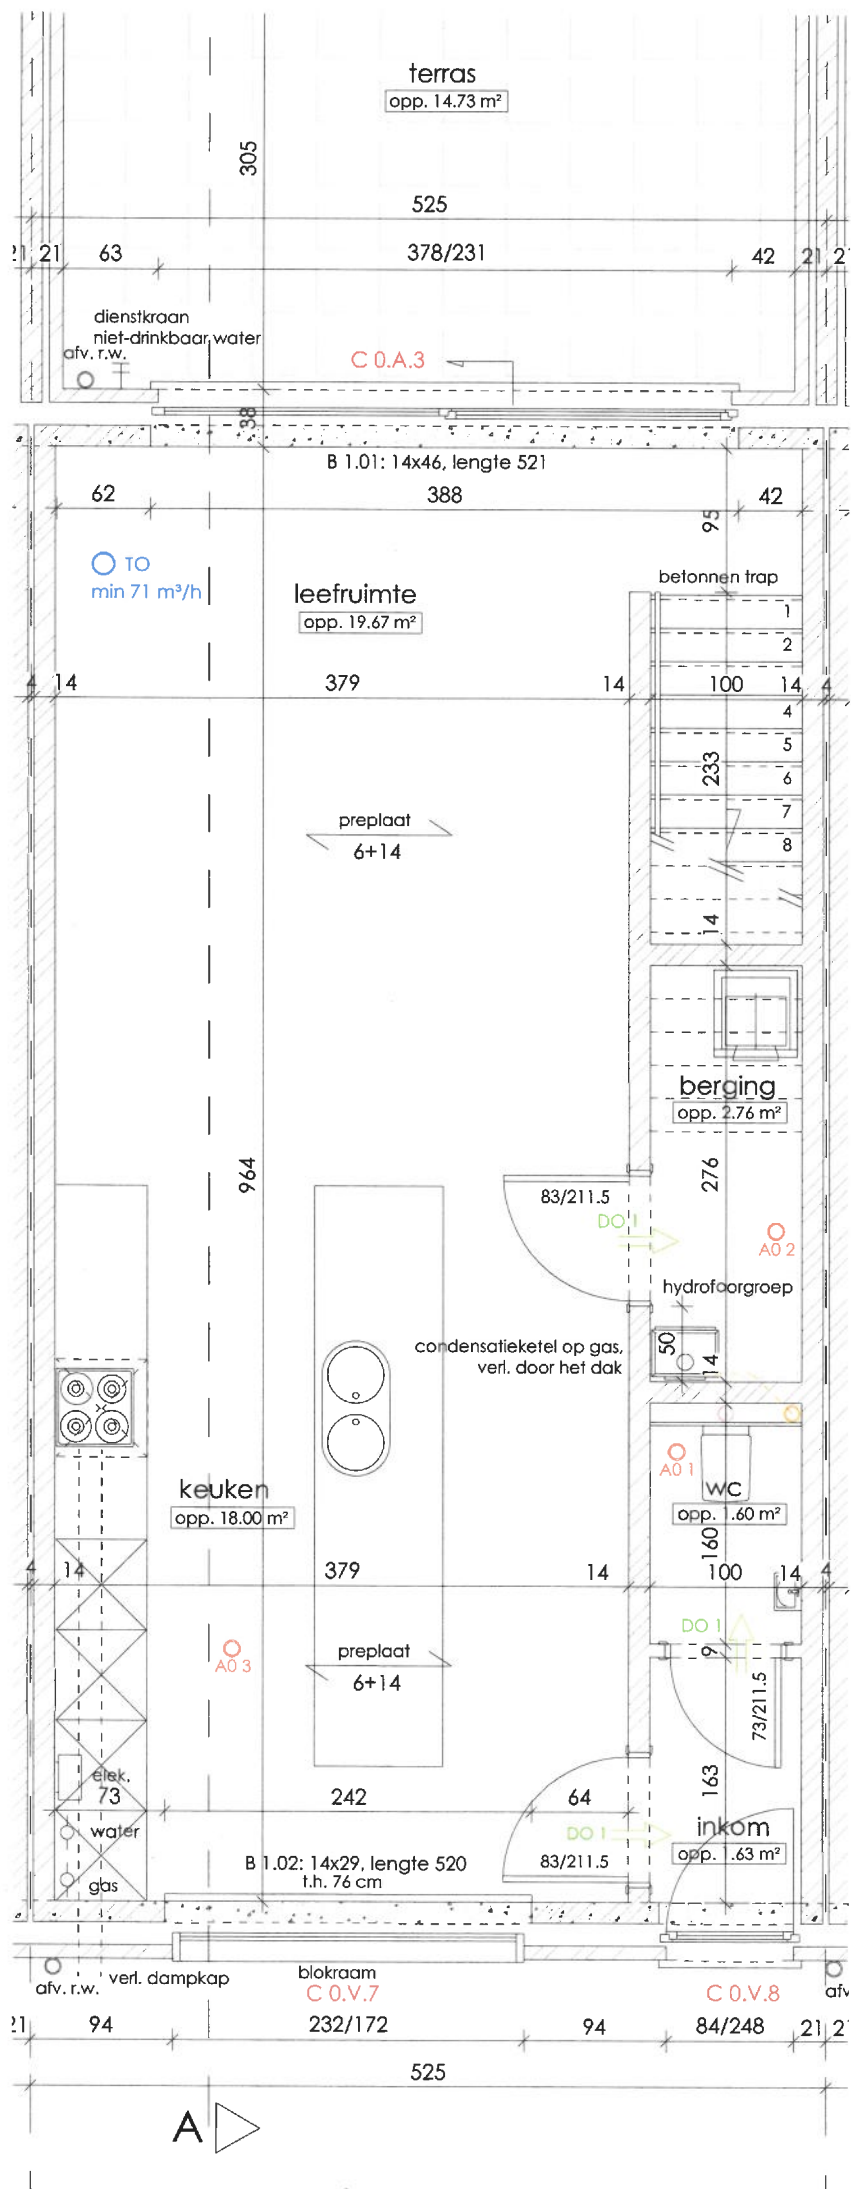 terras
opp. 14.73 m²
305
525
21
21
63
378/231
42
21
2
dienstkraan
niet-drinkbaar water
afv. r.w.
C 0.A.3
38
B 1.01: 14x46, lengte 521
62
388
42
95
TO
min 71 m³/h
betonnen trap
leefruimte
opp. 19.67 m²
1
2
4
14
379
14
100
14
4
4
5
6
7
8
233
preplaat
6+14
14
berging
opp. 2.76 m²
964
276
83/211.5
DO 1
A0 2
hydrofoorgroep
condensatieketel op gas,
verl. door het dak
50
14
A0 1
keuken
opp. 18.00 m²
wc
opp. 1.60 m²
160
4
14
379
14
100
14
4
DO 1
9
A0 3
preplaat
6+14
73/211.5
elek.
73
242
64
163
water
DO 1
inkom
opp. 1.63 m²
gas
B 1.02: 14x29, lengte 520
t.h. 76 cm
83/211.5
afv. r.w.
verl. dampkap
blokraam
C 0.V.7
C 0.V.8
afv
21
94
232/172
94
84/248
21
2
525
A